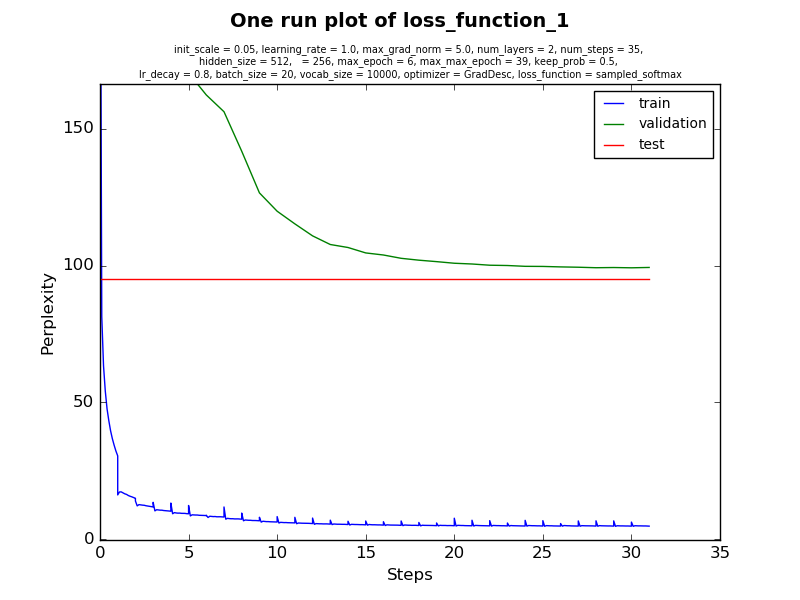 One run plot of loss_function_1
init_scale = 0.05, learning_rate = 1.0, max_grad_norm = 5.0, num_layers = 2, num_steps = 35,
hidden_size = 512,   = 256, max_epoch = 6, max_max_epoch = 39, keep_prob = 0.5,
lr_decay = 0.8, batch_size = 20, vocab_size = 10000, optimizer = GradDesc, loss_function = sampled_softmax
train
validation
test
150
100
50
0
Perplexity
0 5 10 15 20 25 30 35
Steps